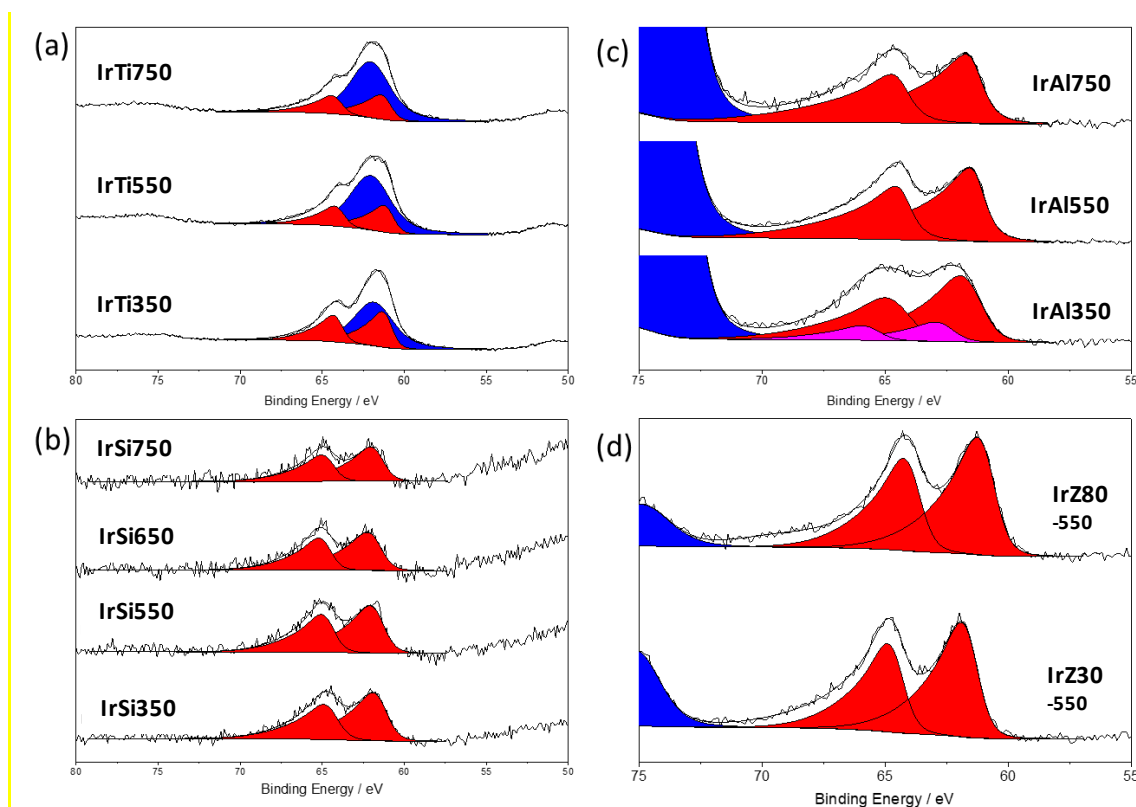 (a)
IrTi750
IrTi550
IrTi350
80 75 70 65 60 55 50
Binding Energy / eV
(c)
IrAl750
IrAl550
IrAl350
75 70 65 60 55
Binding Energy / eV
(b)
IrSi750
IrSi650
IrSi550
IrSi350
80 75 70 65 60 55 50
Binding Energy / eV
(d)
IrZ80
-550
IrZ30
-550
75 70 65 60 55
Binding Energy / eV